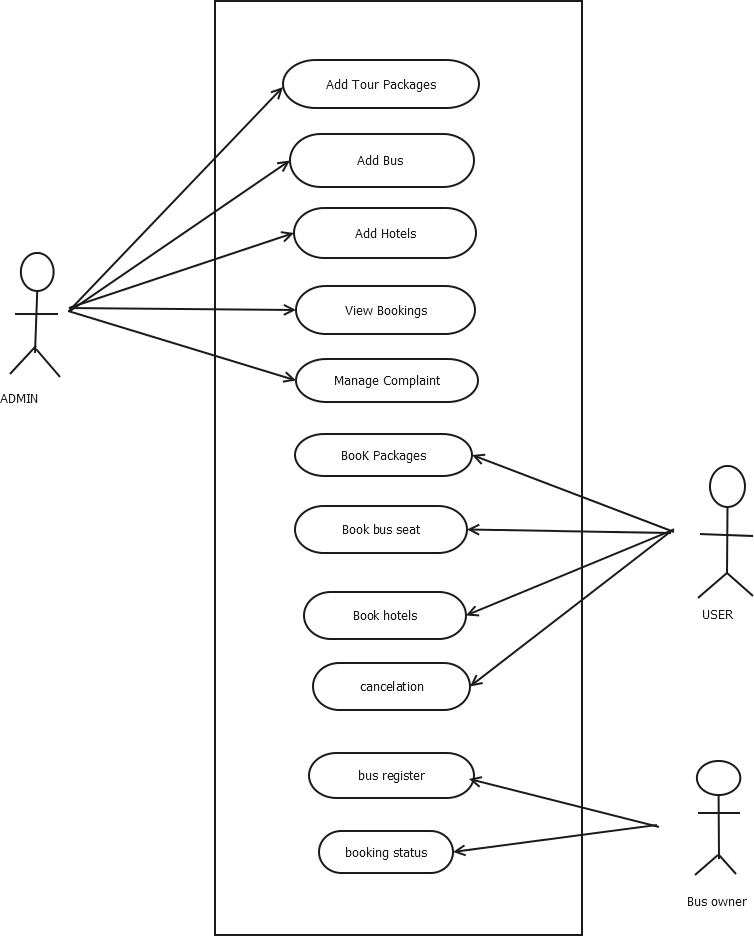 Add Tour Packages
Add Bus
Add Hotels
View Bookings
Manage Complaint
ADMIN
BooK Packages
Book bus seat
Book hotels
USER
cancelation
bus register
booking status
Bus owner